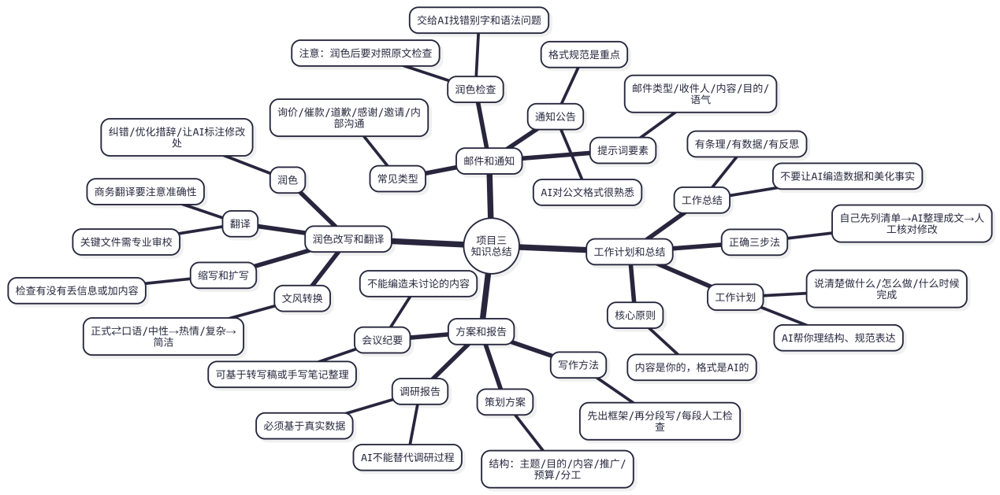 交给AI找错别字和语法问题
注意：润色后要对照原文检查
润色检查
格式规范是重点
通知公告
邮件类型/收件人/内容/目的/
语气
提示词要素
询价/催款/道歉/感谢/邀请/内
部沟通
常见类型
邮件和通知
AI对公文格式很熟悉
纠错/优化措辞/让AI标注修改
处
润色
商务翻译要注意准确性
翻译
关键文件需专业审校
润色改写和翻译
缩写和扩写
检查有没有丢信息或加内容
文风转换
正式⇄口语/中性→热情/复杂→
简洁
项目三
知识总结
有条理/有数据/有反思
不要让AI编造数据和美化事实
工作总结
自己先列清单→AI整理成文→人
工核对修改
正确三步法
工作计划和总结
说清楚做什么/怎么做/什么时候
完成
工作计划
AI帮你理结构、规范表达
核心原则
内容是你的，格式是AI的
不能编造未讨论的内容
会议纪要
可基于转写稿或手写笔记整理
方案和报告
写作方法
先出框架/再分段写/每段人工检
查
调研报告
必须基于真实数据
AI不能替代调研过程
策划方案
结构：主题/目的/内容/推广/
预算/分工